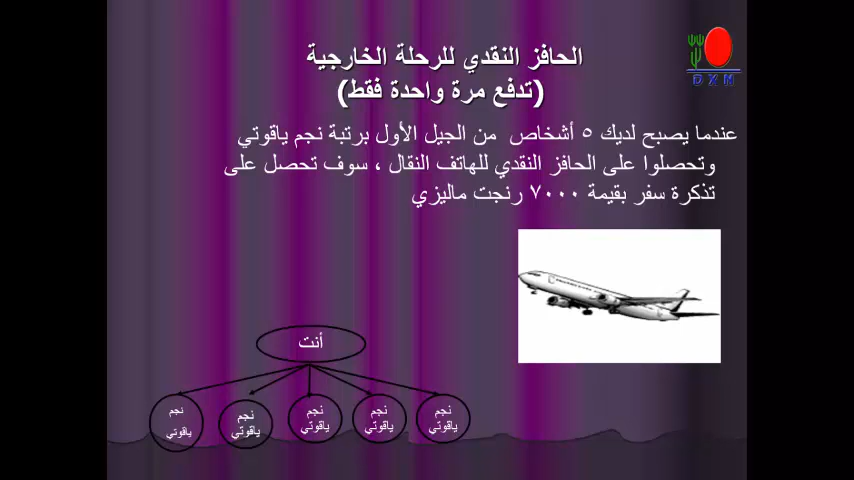 الحافز النقدي للرحلة الخارجية
(تدفع مرة واحدة فقط)
DXN
عندما يصبح لديك ٥ أشخاص من الجيل الأول برتبة نجم ياقوتي
وتحصلوا على الحافز النقدي للهاتف النقال ، سوف تحصل على
تذكرة سفر بقيمة ٧٠٠٠ رنجت ماليزي
أنت
نجم
ياقوتي
نجم
ياقوتي
نجم
ياقوتي
نجم
ياقوتي
نجم
ياقوتي